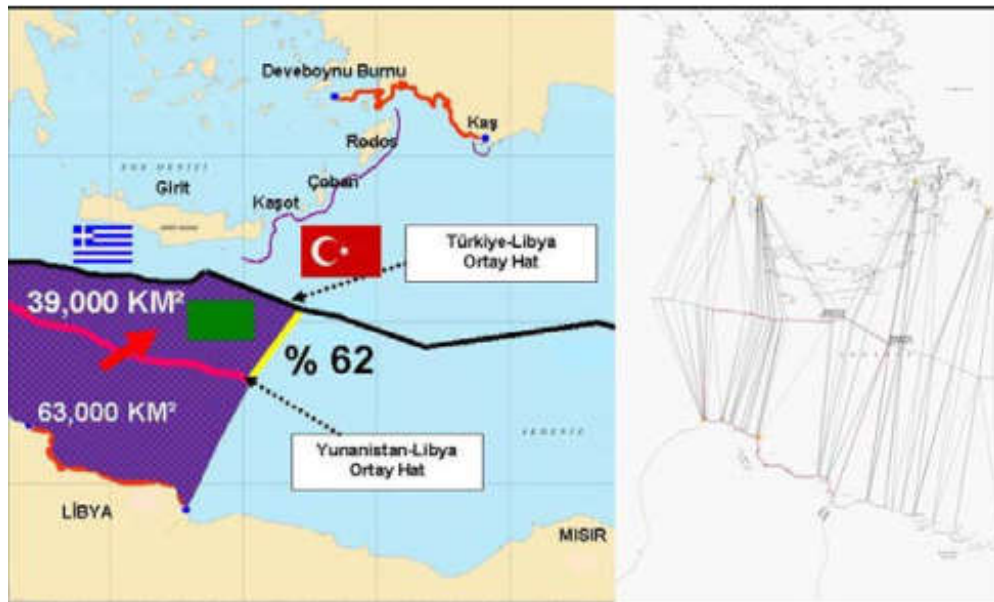 Deveboynu Burnu
Kaş
Rodos
Çoban
Girit
Kaşot
Türkiye-Libya
Ortay Hat
39,000 KM²
% 62
63,000 KM²
Yunanistan-Libya
Ortay Hat
LİBYA
MISIR